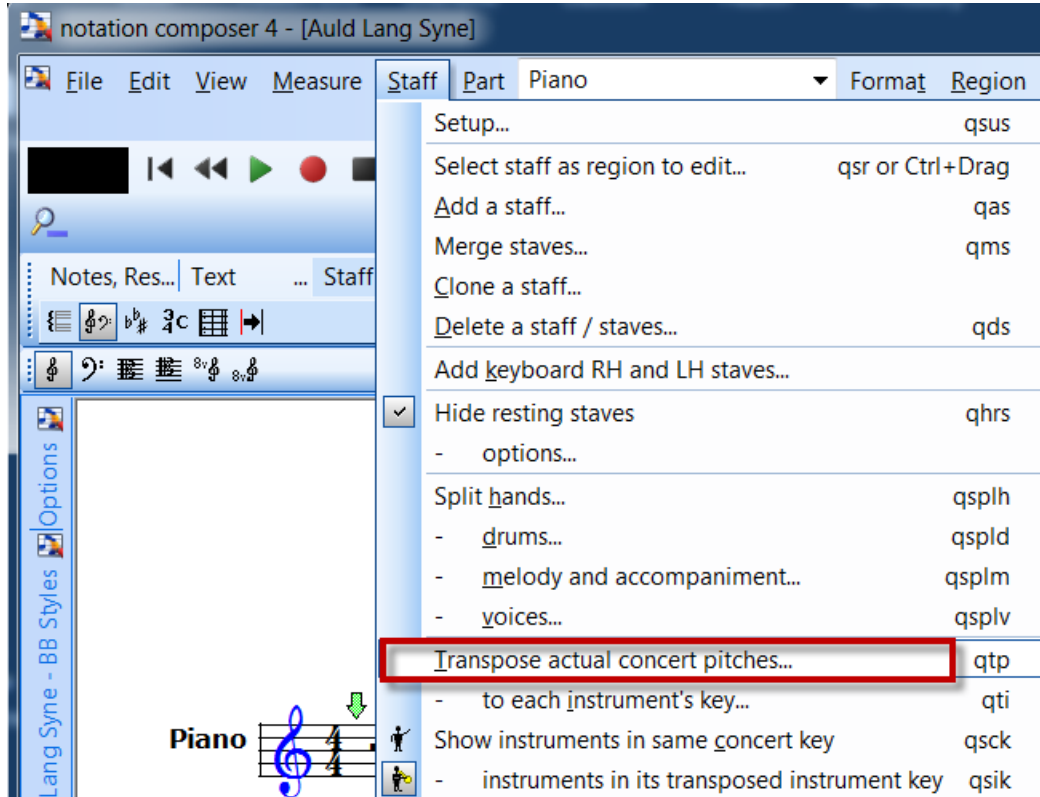 notation composer 4 - [Auld Lang Syne]
File Edit View Measure Staff Part Piano Format Region
Setup... qsus
Select staff as region to edit... qsr or Ctrl+Drag
Add a staff... qas
Merge staves... qms
Clone a staff...
Delete a staff / staves... qds
Add keyboard RH and LH staves...
Hide resting staves qhrs
- options...
Split hands... qsplh
- drums... qspld
- melody and accompaniment... qsplm
- voices... qsplv
Transpose actual concert pitches... qtp
- to each instrument's key... qti
Show instruments in same concert key qsck
- instruments in its transposed instrument key qsik
Notes, Res... Text ... Staff
Options
Lang Syne - BB Styles
Piano
4
4